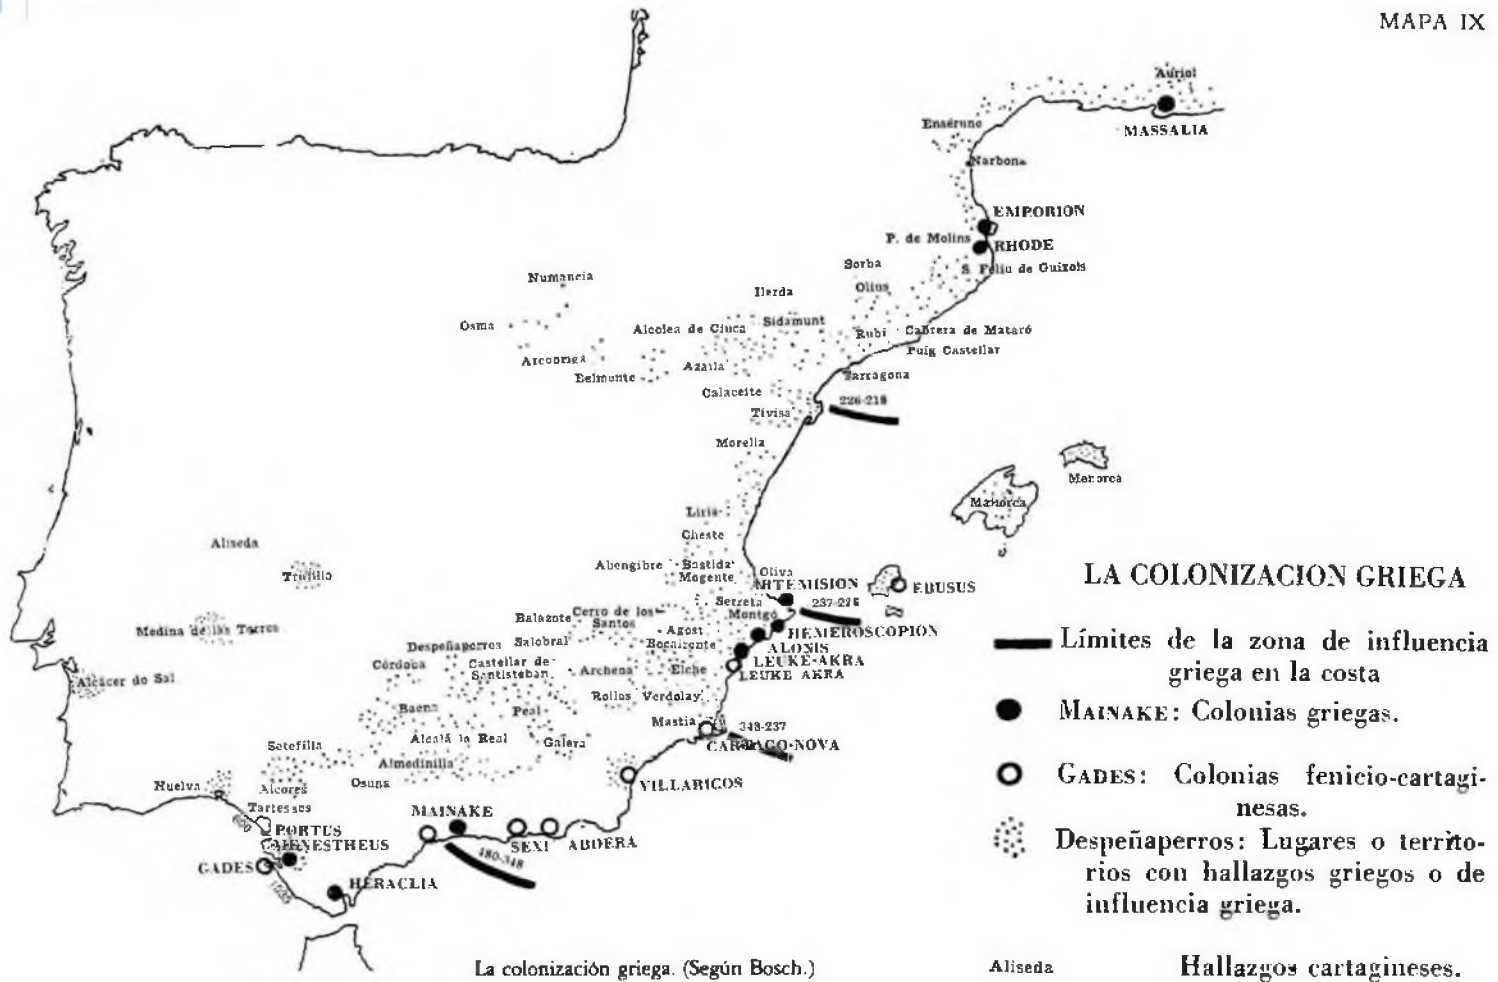 MAPA IX
Auriol
MASSALIA
Ensérune
Narbona
EMPORION
P. de Molins
RHODE
Sorba
S. Feliu de Guixols
Numancia
Olius
Ilerda
Osma
Alcolea de Cinca
Sidamunt
Rubi
Cabrera de Mataró
Puig Castellar
Arcobriga
Belmonte
Azaila
Tarragona
Calaceite
226-218
Tivisa
Morella
Menorca
Mallorca
Liria
Cheste
Aliseda
Trujillo
Abengibre
Bastida
Mogente
Oliva
ARTEMISION
EBUSUS
Serreta
237-226
Medina de las Torres
Balazote
Cerro de los
Santos
Montgó
Agost
HEMEROSCOPION
Despeñaperros
Salobral
Bocairente
ALONIS
Córdoba
Castellar de
Santisteban
Archena
Elche
LEUKE-AKRA
LEUKE AKRA
Alcácer do Sal
Rollos
Verdolay
Baena
Peal
Mastia
348-237
CARTAGO-NOVA
Setefilla
Alcalá la Real
Galera
Almedinilla
Huelva
Alcores
Osuna
VILLARICOS
Tartessos
MAINAKE
PORTUS
MENESTHEUS
SEXI
ABDERA
GADES
480-348
HERACLIA
LA COLONIZACION GRIEGA
Límites de la zona de influencia
griega en la costa
MAINAKE: Colonias griegas.
GADES: Colonias fenicio-cartagi-
nesas.
Despeñaperros: Lugares o territo-
rios con hallazgos griegos o de
influencia griega.
Aliseda Hallazgos cartagineses.
La colonización griega. (Según Bosch.)